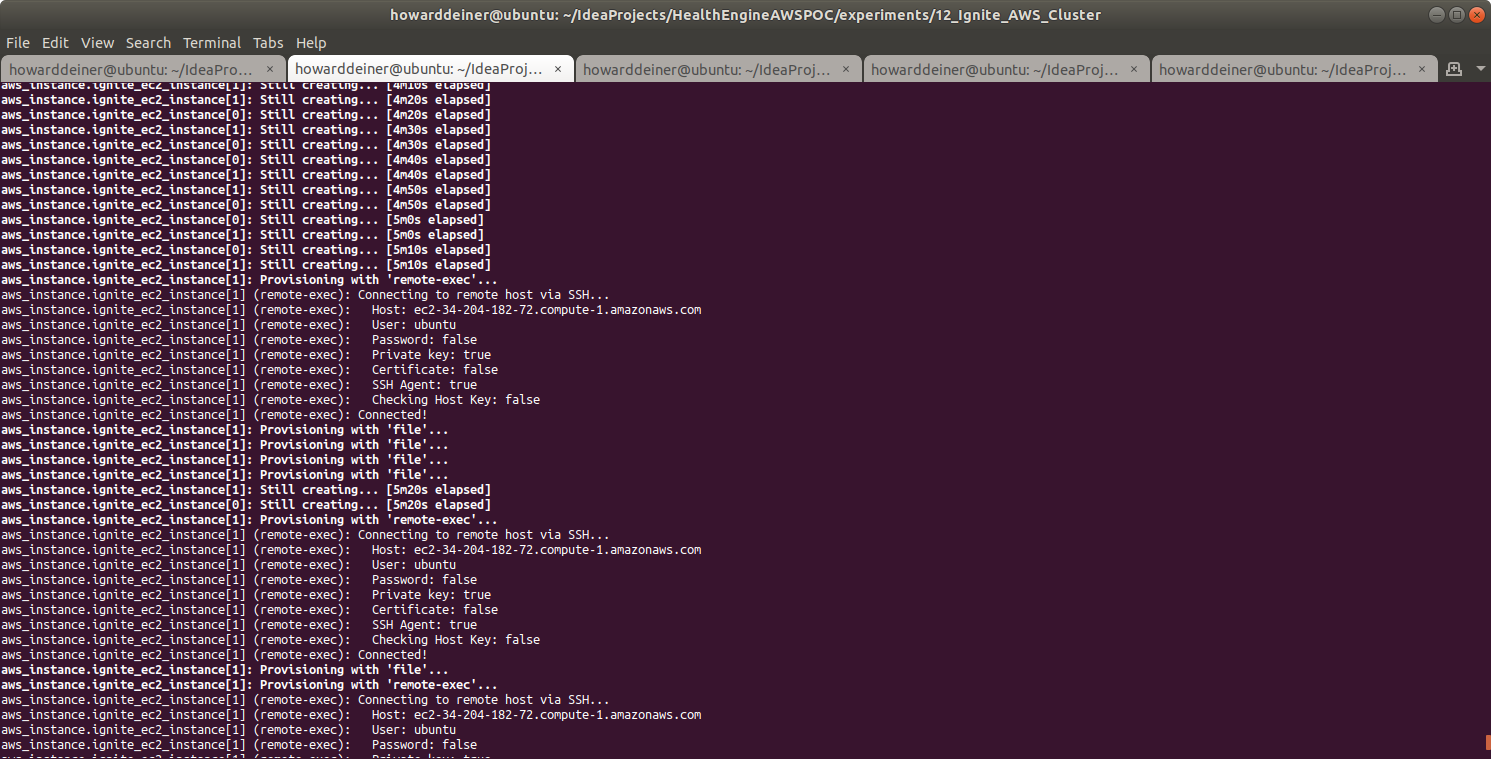 howarddeiner@ubuntu: ~/IdeaProjects/HealthEngineAWSPOC/experiments/12_Ignite_AWS_Cluster
File Edit View Search Terminal Tabs Help
howarddeiner@ubuntu: ~/IdeaPro... × howarddeiner@ubuntu: ~/IdeaProj... × howarddeiner@ubuntu: ~/IdeaProj... × howarddeiner@ubuntu: ~/IdeaProj... × howarddeiner@ubuntu: ~/IdeaProj... ×
aws_instance.ignite_ec2_instance[1]: Still creating... [4m10s elapsed]
aws_instance.ignite_ec2_instance[1]: Still creating... [4m20s elapsed]
aws_instance.ignite_ec2_instance[0]: Still creating... [4m20s elapsed]
aws_instance.ignite_ec2_instance[1]: Still creating... [4m30s elapsed]
aws_instance.ignite_ec2_instance[0]: Still creating... [4m30s elapsed]
aws_instance.ignite_ec2_instance[0]: Still creating... [4m40s elapsed]
aws_instance.ignite_ec2_instance[1]: Still creating... [4m40s elapsed]
aws_instance.ignite_ec2_instance[1]: Still creating... [4m50s elapsed]
aws_instance.ignite_ec2_instance[0]: Still creating... [4m50s elapsed]
aws_instance.ignite_ec2_instance[0]: Still creating... [5m0s elapsed]
aws_instance.ignite_ec2_instance[1]: Still creating... [5m0s elapsed]
aws_instance.ignite_ec2_instance[0]: Still creating... [5m10s elapsed]
aws_instance.ignite_ec2_instance[1]: Still creating... [5m10s elapsed]
aws_instance.ignite_ec2_instance[1]: Provisioning with 'remote-exec'...
aws_instance.ignite_ec2_instance[1] (remote-exec): Connecting to remote host via SSH...
aws_instance.ignite_ec2_instance[1] (remote-exec):   Host: ec2-34-204-182-72.compute-1.amazonaws.com
aws_instance.ignite_ec2_instance[1] (remote-exec):   User: ubuntu
aws_instance.ignite_ec2_instance[1] (remote-exec):   Password: false
aws_instance.ignite_ec2_instance[1] (remote-exec):   Private key: true
aws_instance.ignite_ec2_instance[1] (remote-exec):   Certificate: false
aws_instance.ignite_ec2_instance[1] (remote-exec):   SSH Agent: true
aws_instance.ignite_ec2_instance[1] (remote-exec):   Checking Host Key: false
aws_instance.ignite_ec2_instance[1] (remote-exec): Connected!
aws_instance.ignite_ec2_instance[1]: Provisioning with 'file'...
aws_instance.ignite_ec2_instance[1]: Provisioning with 'file'...
aws_instance.ignite_ec2_instance[1]: Provisioning with 'file'...
aws_instance.ignite_ec2_instance[1]: Provisioning with 'file'...
aws_instance.ignite_ec2_instance[1]: Still creating... [5m20s elapsed]
aws_instance.ignite_ec2_instance[0]: Still creating... [5m20s elapsed]
aws_instance.ignite_ec2_instance[1]: Provisioning with 'remote-exec'...
aws_instance.ignite_ec2_instance[1] (remote-exec): Connecting to remote host via SSH...
aws_instance.ignite_ec2_instance[1] (remote-exec):   Host: ec2-34-204-182-72.compute-1.amazonaws.com
aws_instance.ignite_ec2_instance[1] (remote-exec):   User: ubuntu
aws_instance.ignite_ec2_instance[1] (remote-exec):   Password: false
aws_instance.ignite_ec2_instance[1] (remote-exec):   Private key: true
aws_instance.ignite_ec2_instance[1] (remote-exec):   Certificate: false
aws_instance.ignite_ec2_instance[1] (remote-exec):   SSH Agent: true
aws_instance.ignite_ec2_instance[1] (remote-exec):   Checking Host Key: false
aws_instance.ignite_ec2_instance[1] (remote-exec): Connected!
aws_instance.ignite_ec2_instance[1]: Provisioning with 'file'...
aws_instance.ignite_ec2_instance[1]: Provisioning with 'remote-exec'...
aws_instance.ignite_ec2_instance[1] (remote-exec): Connecting to remote host via SSH...
aws_instance.ignite_ec2_instance[1] (remote-exec):   Host: ec2-34-204-182-72.compute-1.amazonaws.com
aws_instance.ignite_ec2_instance[1] (remote-exec):   User: ubuntu
aws_instance.ignite_ec2_instance[1] (remote-exec):   Password: false